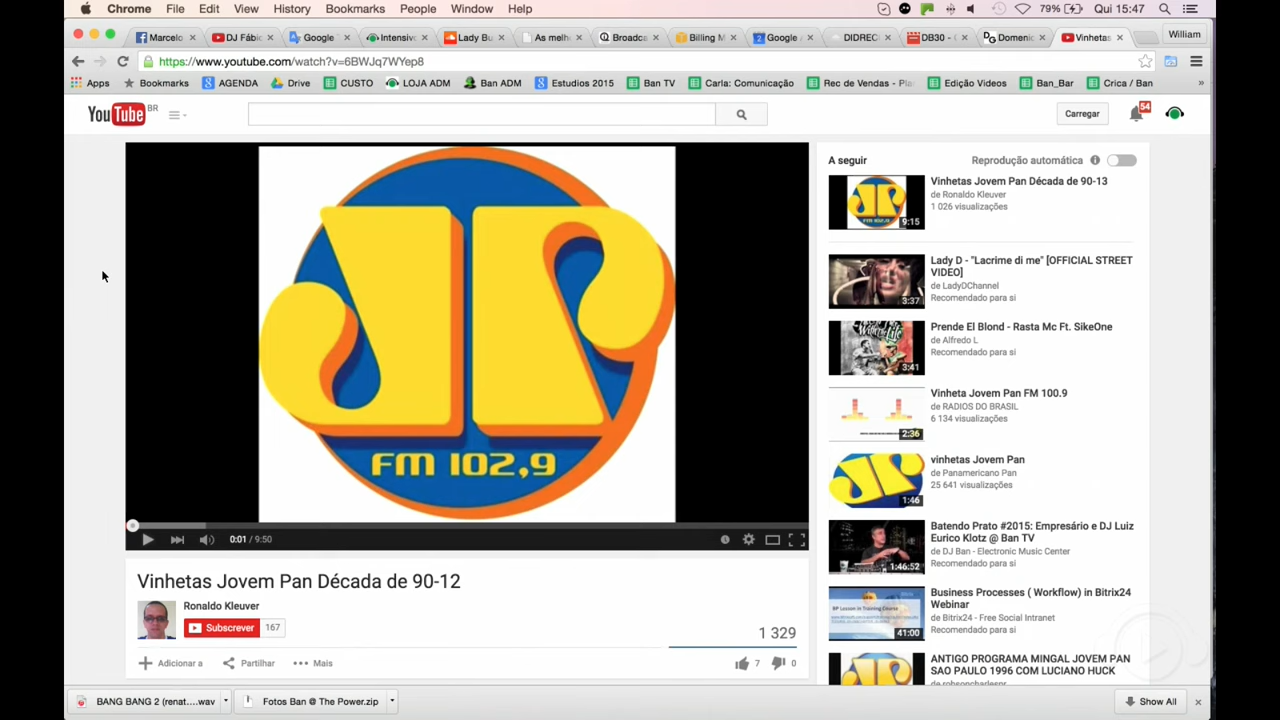 Chrome File Edit View History Bookmarks People Window Help 79% Qui 15:47
Marcelo DJ Fábi Google Intensiv Lady Bu As melh Broadca Billing M Google DIDREC DB30 - Domenic Vinhetas William
https://www.youtube.com/watch?v=6BWJq7WYep8
Apps Bookmarks AGENDA Drive CUSTO LOJA ADM Ban ADM Estudios 2015 Ban TV Carla: Comunicação Rec de Vendas - Pla Edição Videos Ban_Bar Crica / Ban »
YouTube BR Carregar 54
JP
FM 102,9
0:01 / 9:50
Vinhetas Jovem Pan Década de 90-12
Ronaldo Kleuver
Subscrever 167
1 329
Adicionar a Partilhar Mais 7 0
A seguir Reprodução automática
Vinhetas Jovem Pan Década de 90-13
de Ronaldo Kleuver
1 026 visualizações
FM 102,9
9:15
Lady D - "Lacrime di me" [OFFICIAL STREET
VIDEO]
de LadyDChannel
Recomendado para si
3:37
Prende El Blond - Rasta Mc Ft. SikeOne
de Alfredo L
Recomendado para si
3:41
Vinheta Jovem Pan FM 100.9
de RADIOS DO BRASIL
6 134 visualizações
2:36
vinhetas Jovem Pan
de Panamericano Pan
25 641 visualizações
1:46
Batendo Prato #2015: Empresário e DJ Luiz
Eurico Klotz @ Ban TV
de DJ Ban - Electronic Music Center
Recomendado para si
1:46:52
Business Processes ( Workflow) in Bitrix24
Webinar
de Bitrix24 - Free Social Intranet
Recomendado para si
41:00
ANTIGO PROGRAMA MINGAL JOVEM PAN
SAO PAULO 1996 COM LUCIANO HUCK
BANG BANG 2 (renat....wav Fotos Ban @ The Power.zip Show All